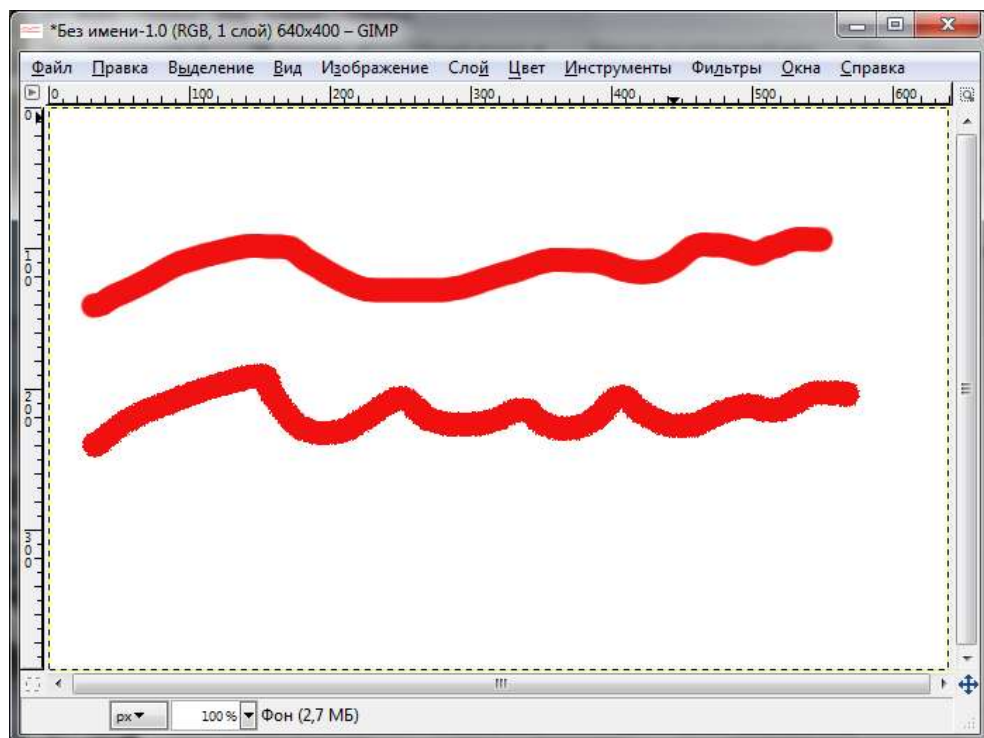 *Без имени-1.0 (RGB, 1 слой) 640x400 – GIMP
Файл Правка Выделение Вид Изображение Слой Цвет Инструменты Фильтры Окна Справка
0 100 200 300 400 500 600
0
100
200
300
px 100% Фон (2,7 МБ)